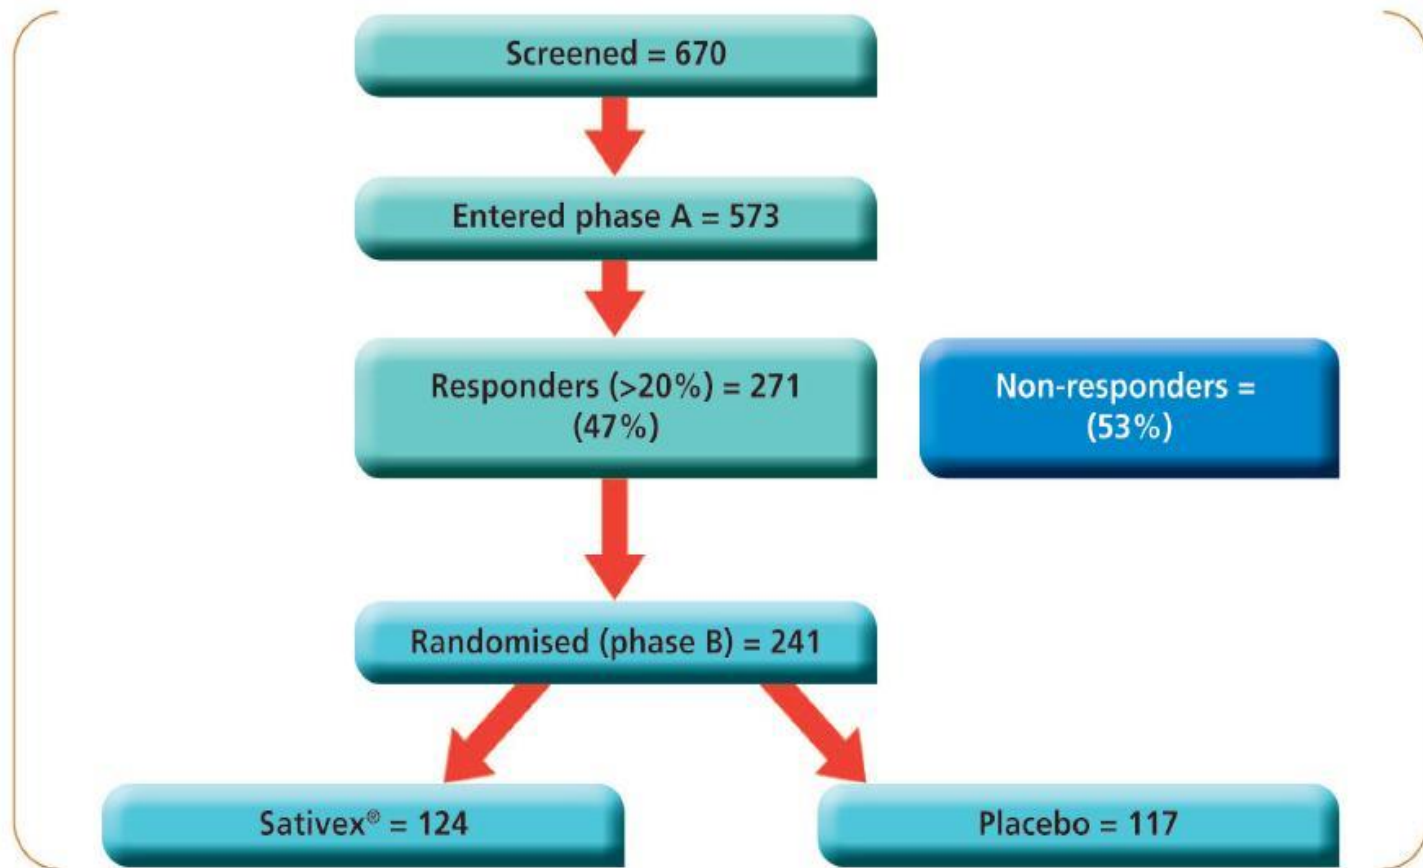 Screened = 670
Entered phase A = 573
Responders (>20%) = 271
(47%)
Non-responders =
(53%)
Randomised (phase B) = 241
Sativex® = 124
Placebo = 117